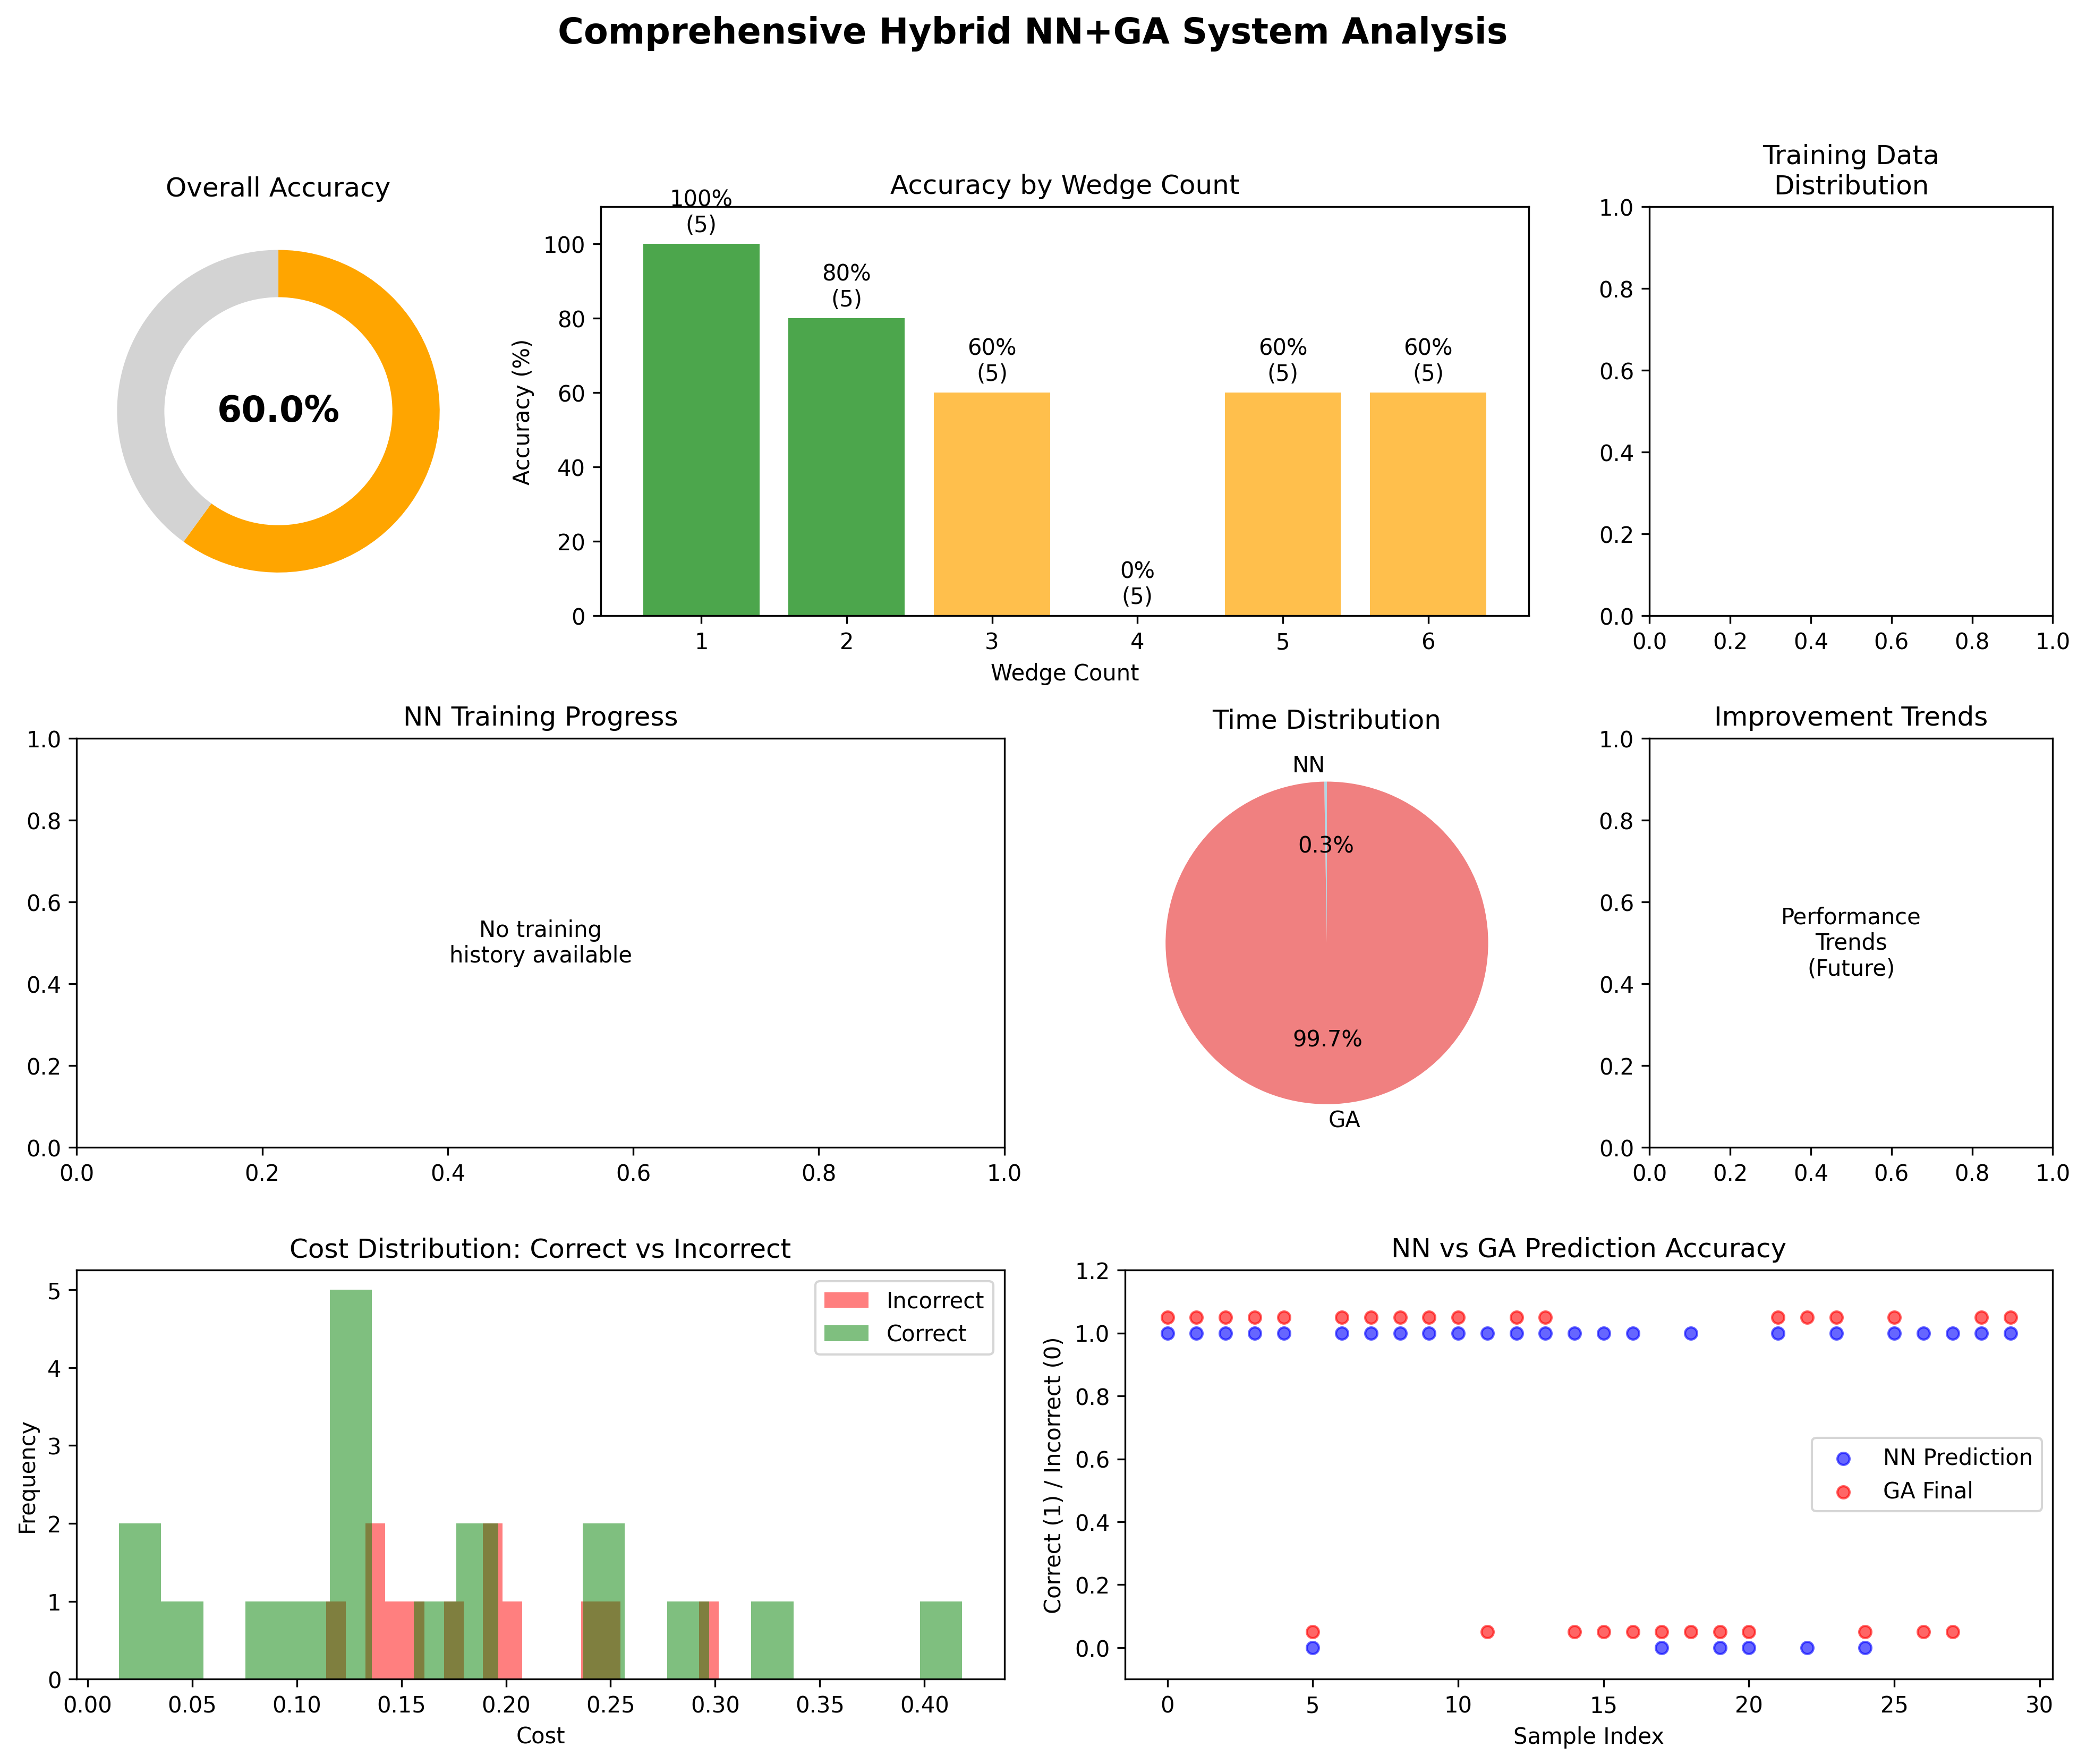 Comprehensive Hybrid NN+GA System Analysis
Overall Accuracy
60.0%
Accuracy by Wedge Count
Accuracy (%)
100
80
60
40
20
0
100%
(5)
80%
(5)
60%
(5)
0%
(5)
60%
(5)
60%
(5)
1 2 3 4 5 6
Wedge Count
Training Data
Distribution
1.0
0.8
0.6
0.4
0.2
0.0
0.0 0.2 0.4 0.6 0.8 1.0
NN Training Progress
1.0
0.8
0.6
0.4
0.2
0.0
No training
history available
0.0 0.2 0.4 0.6 0.8 1.0
Time Distribution
NN
0.3%
99.7%
GA
Improvement Trends
1.0
0.8
0.6
0.4
0.2
0.0
Performance
Trends
(Future)
0.0 0.2 0.4 0.6 0.8 1.0
Cost Distribution: Correct vs Incorrect
Frequency
5
4
3
2
1
0
Incorrect
Correct
0.00 0.05 0.10 0.15 0.20 0.25 0.30 0.35 0.40
Cost
NN vs GA Prediction Accuracy
Correct (1) / Incorrect (0)
1.2
1.0
0.8
0.6
0.4
0.2
0.0
NN Prediction
GA Final
0 5 10 15 20 25 30
Sample Index